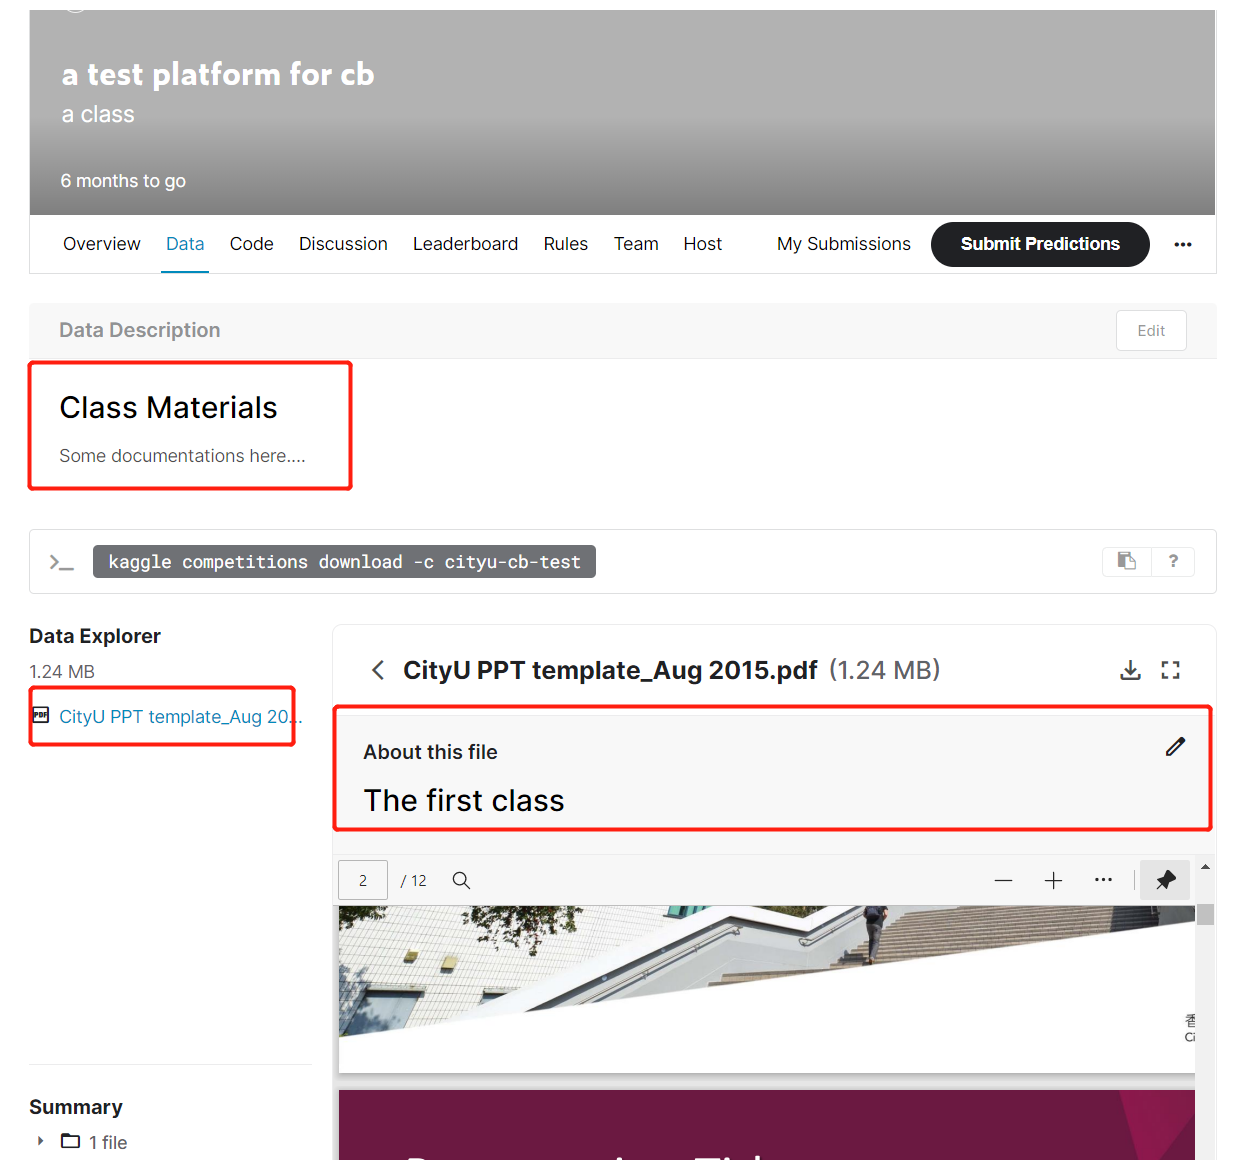 a test platform for cb
a class
6 months to go
Overview Data Code Discussion Leaderboard Rules Team Host My Submissions Submit Predictions
Data Description Edit
Class Materials
Some documentations here....
>_ kaggle competitions download -c cityu-cb-test ?
Data Explorer
1.24 MB
PDF CityU PPT template_Aug 20...
CityU PPT template_Aug 2015.pdf (1.24 MB)
About this file
The first class
2 / 12
香
Ci
Summary
1 file